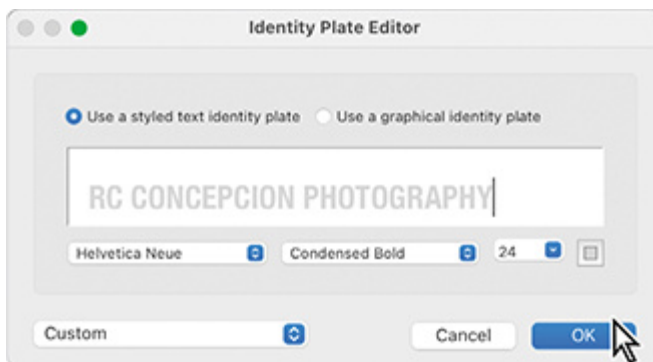 Identity Plate Editor
Use a styled text identity plate Use a graphical identity plate
RC CONCEPCION PHOTOGRAPHY
Helvetica Neue Condensed Bold 24
Custom Cancel OK